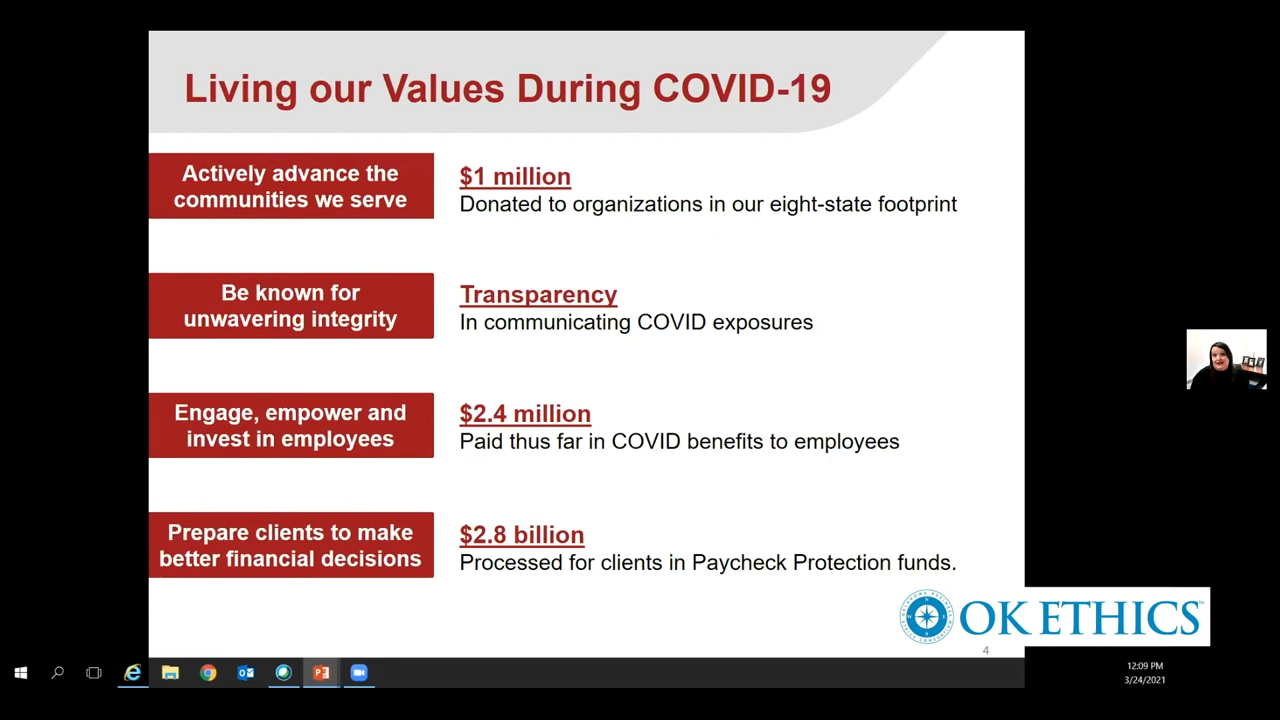 Living our Values During COVID-19
Actively advance the
communities we serve
$1 million
Donated to organizations in our eight-state footprint
Be known for
unwavering integrity
Transparency
In communicating COVID exposures
Engage, empower and
invest in employees
$2.4 million
Paid thus far in COVID benefits to employees
Prepare clients to make
better financial decisions
$2.8 billion
Processed for clients in Paycheck Protection funds.
OK ETHICS
4
12:09 PM
3/24/2021